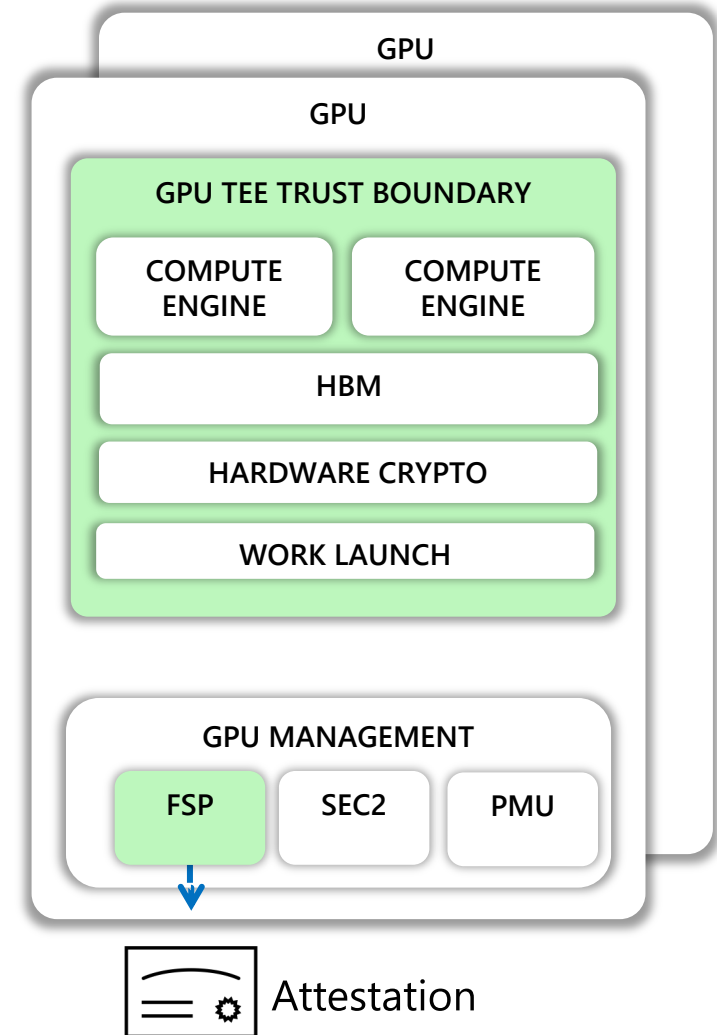 GPU
GPU
GPU TEE TRUST BOUNDARY
COMPUTE
ENGINE
COMPUTE
ENGINE
HBM
HARDWARE CRYPTO
WORK LAUNCH
GPU MANAGEMENT
FSP
SEC2
PMU
Attestation